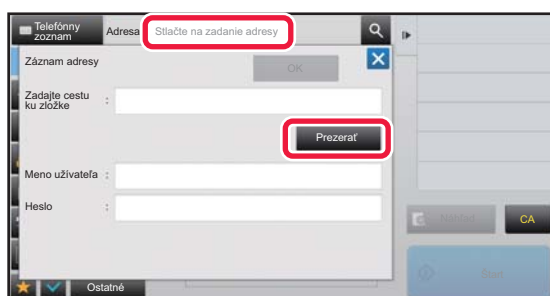 Telefónny
zoznam
Adresa
Stlačte na zadanie adresy
Záznam adresy
OK
Zadajte cestu
ku zložke :
Prezerať
Meno užívateľa :
Heslo :
CA
Štart
Ostatné